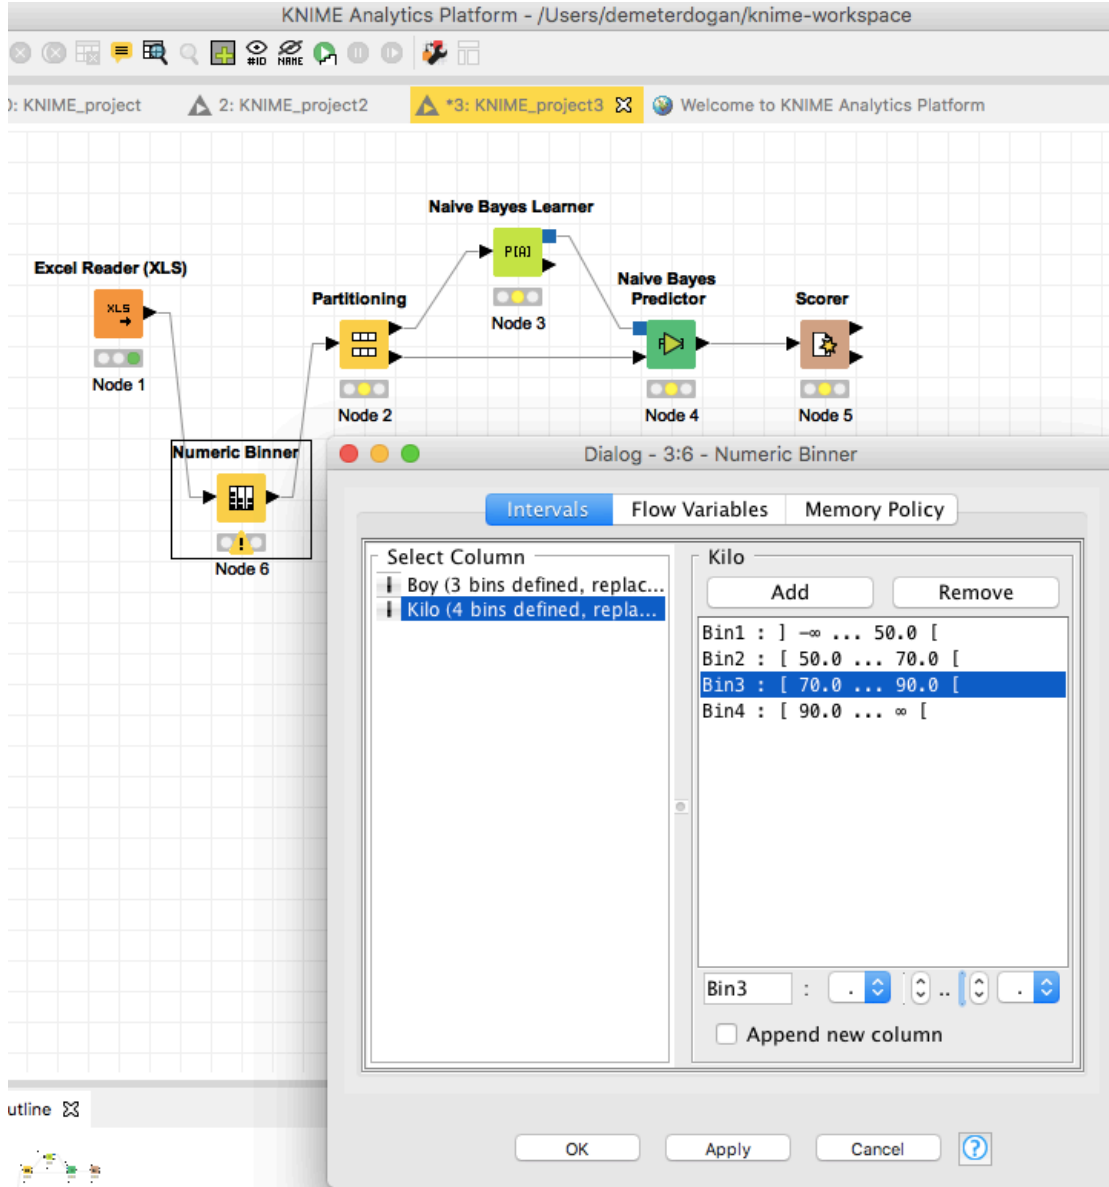 KNIME Analytics Platform - /Users/demeterdogan/knime-workspace
#ID
NAME
: KNIME_project
2: KNIME_project2
*3: KNIME_project3
Welcome to KNIME Analytics Platform
Naive Bayes Learner
P[A]
Node 3
Excel Reader (XLS)
XLS
Node 1
Partitioning
Node 2
Naive Bayes
Predictor
Node 4
Scorer
Node 5
Numeric Binner
Node 6
Dialog - 3:6 - Numeric Binner
Intervals
Flow Variables
Memory Policy
Select Column
Boy (3 bins defined, replac...
Kilo (4 bins defined, repla...
Kilo
Add
Remove
Bin1 : ] -∞ ... 50.0 [
Bin2 : [ 50.0 ... 70.0 [
Bin3 : [ 70.0 ... 90.0 [
Bin4 : [ 90.0 ... ∞ [
Bin3 : . .. .
Append new column
OK
Apply
Cancel
?
utline